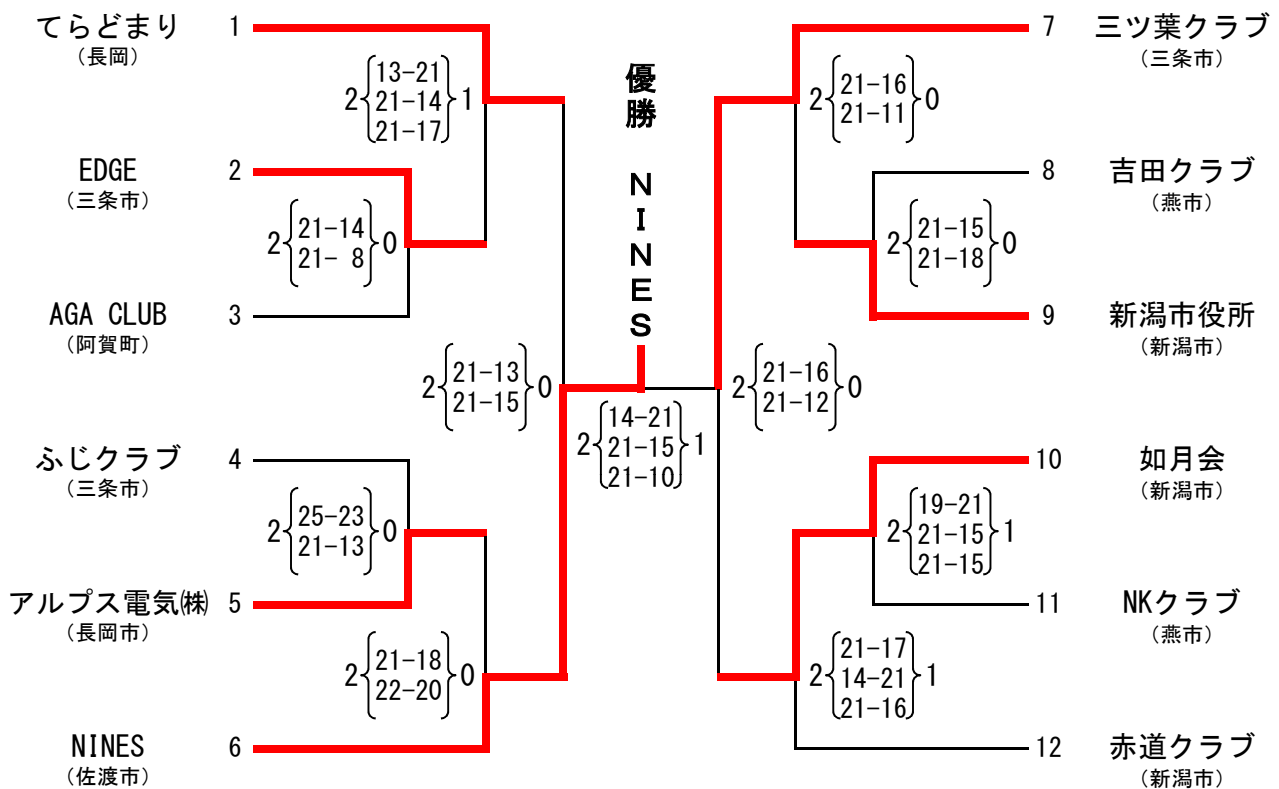 てらどまり 1
(長岡)
2 13-21 1
21-14
21-17
EDGE 2
(三条市)
2 21-14 0
21- 8
AGA CLUB 3
(阿賀町)
2 21-13 0
21-15
ふじクラブ 4
(三条市)
2 25-23 0
21-13
アルプス電気㈱ 5
(長岡市)
2 21-18 0
22-20
NINES 6
(佐渡市)
優勝 NINES
2 14-21 1
21-15
21-10
7 三ツ葉クラブ
(三条市)
2 21-16 0
21-11
8 吉田クラブ
(燕市)
2 21-15 0
21-18
9 新潟市役所
(新潟市)
2 21-16 0
21-12
10 如月会
(新潟市)
2 19-21 1
21-15
21-15
11 NKクラブ
(燕市)
2 21-17 1
14-21
21-16
12 赤道クラブ
(新潟市)